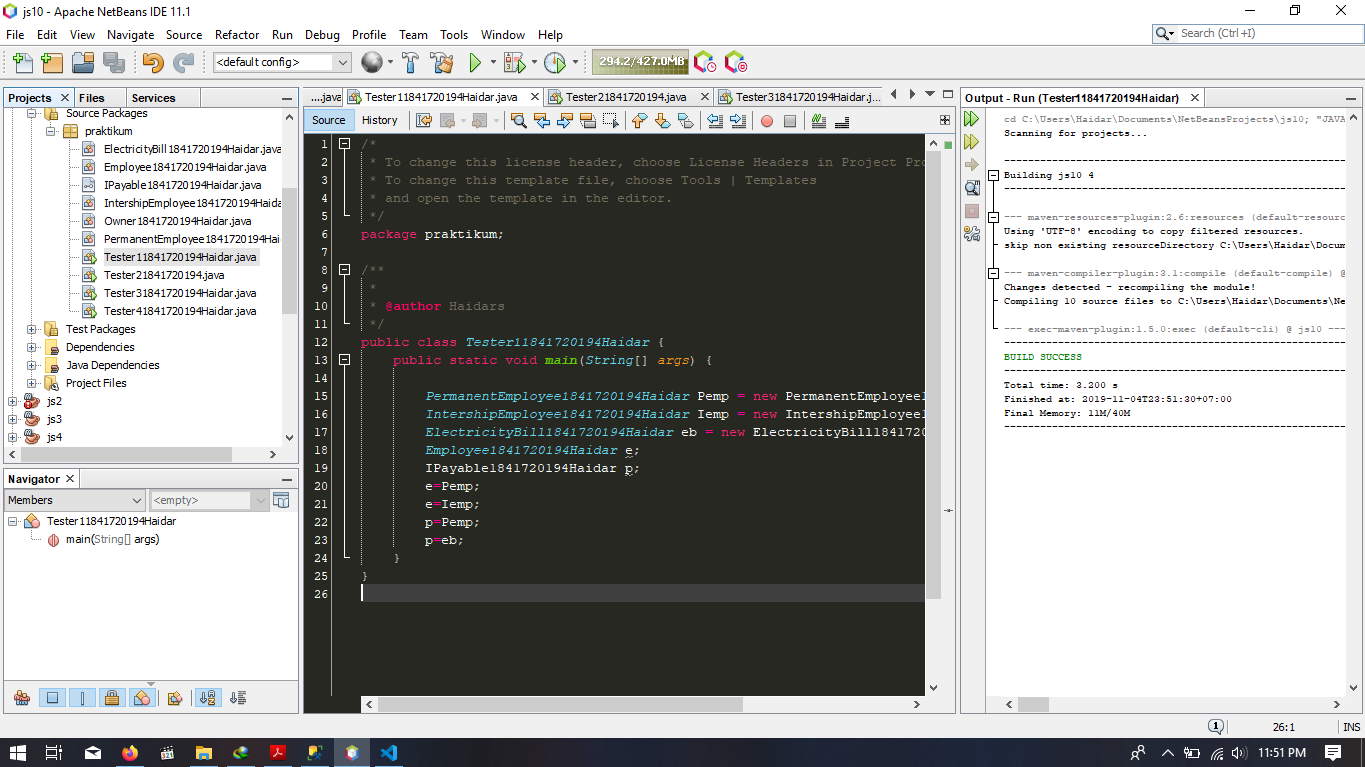 js10 - Apache NetBeans IDE 11.1
File Edit View Navigate Source Refactor Run Debug Profile Team Tools Window Help
Search (Ctrl+I)
<default config>
294.2/427.0MB
Projects Files Services
Source Packages
praktikum
ElectricityBill1841720194Haidar.java
Employee1841720194Haidar.java
IPayable1841720194Haidar.java
IntershipEmployee1841720194Haidar
Owner1841720194Haidar.java
PermanentEmployee1841720194Hai
Tester11841720194Haidar.java
Tester21841720194.java
Tester31841720194Haidar.java
Tester41841720194Haidar.java
Test Packages
Dependencies
Java Dependencies
Project Files
js2
js3
js4
Navigator
Members
<empty>
Tester11841720194Haidar
main(String[] args)
....java Tester11841720194Haidar.java Tester21841720194.java Tester31841720194Haidar.j...
Source History
1 /*
2 * To change this license header, choose License Headers in Project Pro
3 * To change this template file, choose Tools | Templates
4 * and open the template in the editor.
5 */
6 package praktikum;
7
8 /**
9 *
10 * @author Haidars
11 */
12 public class Tester11841720194Haidar {
13 public static void main(String[] args) {
14
15 PermanentEmployee1841720194Haidar Pemp = new PermanentEmployee1
16 IntershipEmployee1841720194Haidar Iemp = new IntershipEmployee1
17 ElectricityBill1841720194Haidar eb = new ElectricityBill1841720
18 Employee1841720194Haidar e;
19 IPayable1841720194Haidar p;
20 e=Pemp;
21 e=Iemp;
22 p=Pemp;
23 p=eb;
24 }
25 }
26
Output - Run (Tester11841720194Haidar)
cd C:\Users\Haidar\Documents\NetBeansProjects\js10; "JAVA
Scanning for projects...
Building js10 4
--- maven-resources-plugin:2.6:resources (default-resourc
Using 'UTF-8' encoding to copy filtered resources.
skip non existing resourceDirectory C:\Users\Haidar\Docum
--- maven-compiler-plugin:3.1:compile (default-compile) @
Changes detected - recompiling the module!
Compiling 10 source files to C:\Users\Haidar\Documents\Ne
--- exec-maven-plugin:1.5.0:exec (default-cli) @ js10 ---
BUILD SUCCESS
Total time: 3.200 s
Finished at: 2019-11-04T23:51:30+07:00
Final Memory: 11M/40M
1
26:1 INS
11:51 PM